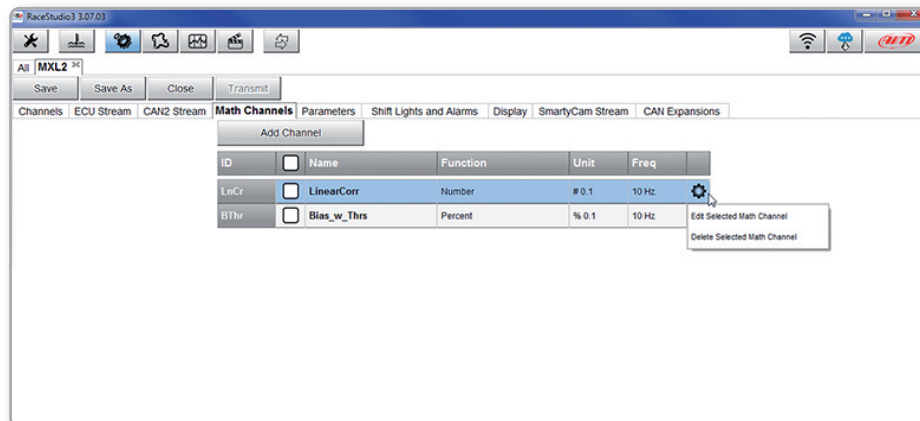 RaceStudio3 3.07.03
AiM
All MXL2
Save Save As Close Transmit
Channels ECU Stream CAN2 Stream Math Channels Parameters Shift Lights and Alarms Display SmartyCam Stream CAN Expansions
Add Channel
ID Name Function Unit Freq
LnCr LinearCorr Number # 0.1 10 Hz
BThr Bias_w_Thrs Percent % 0.1 10 Hz
Edit Selected Math Channel
Delete Selected Math Channel